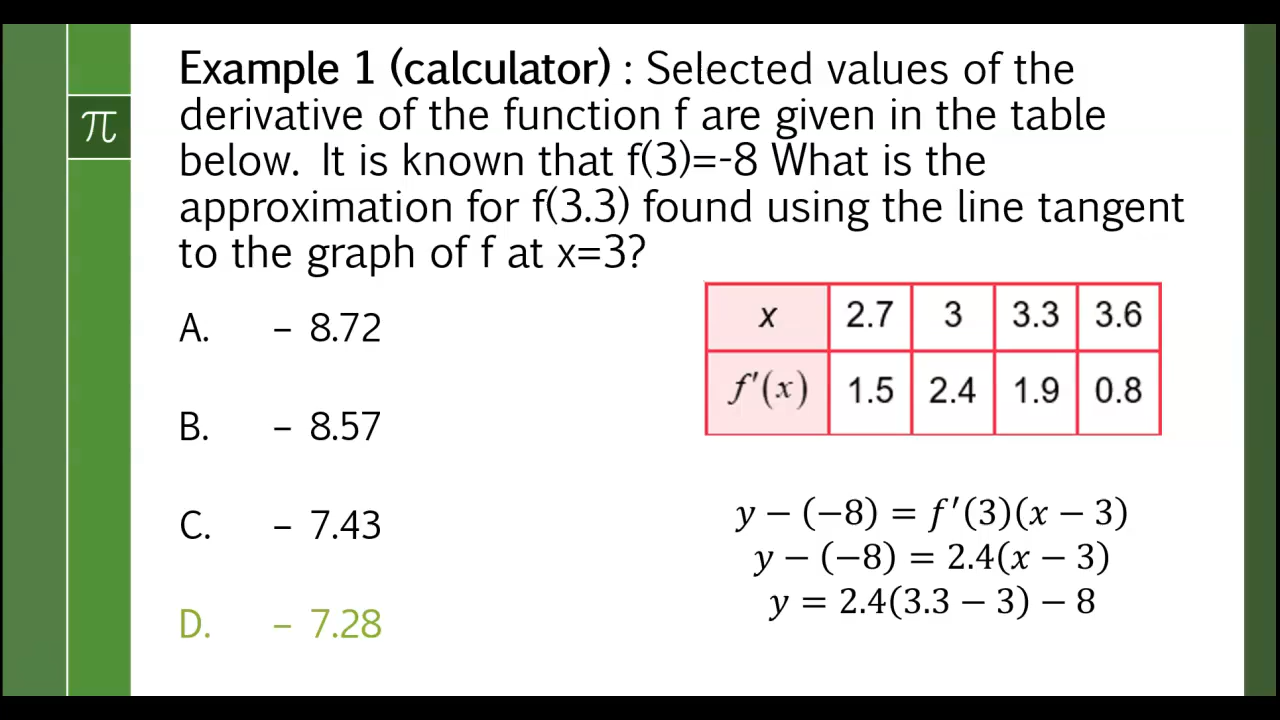 π
Example 1 (calculator) : Selected values of the
derivative of the function f are given in the table
below. It is known that f(3)=-8 What is the
approximation for f(3.3) found using the line tangent
to the graph of f at x=3?
A. – 8.72
B. – 8.57
C. – 7.43
D. – 7.28
x 2.7 3 3.3 3.6
f′(x) 1.5 2.4 1.9 0.8
y − (−8) = f′(3)(x − 3)
y − (−8) = 2.4(x − 3)
y = 2.4(3.3 − 3) − 8